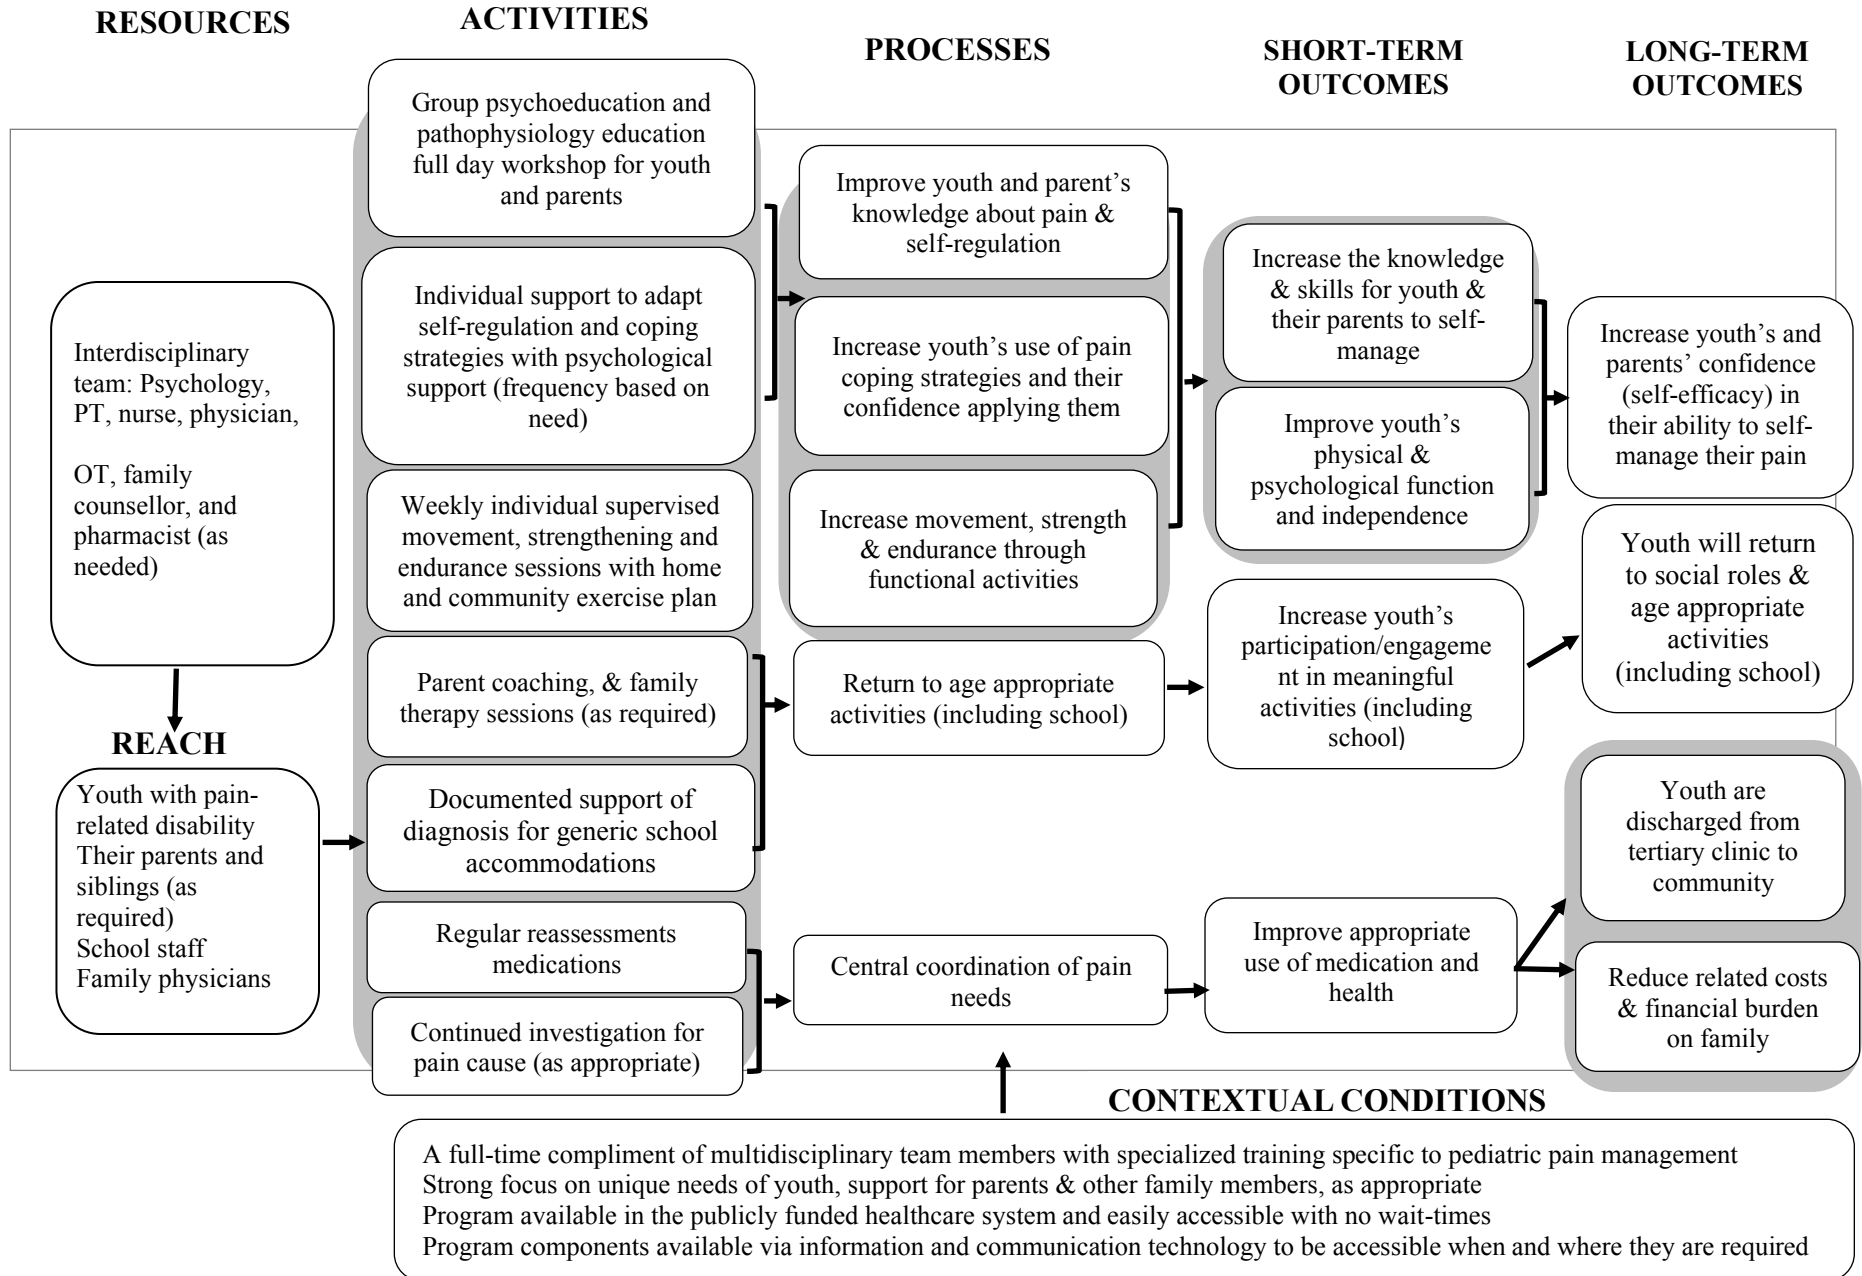 RESOURCES
ACTIVITIES
PROCESSES
SHORT-TERM
OUTCOMES
LONG-TERM
OUTCOMES
Interdisciplinary
team: Psychology,
PT, nurse, physician,
OT, family
counsellor, and
pharmacist (as
needed)
REACH
Youth with pain-
related disability
Their parents and
siblings (as
required)
School staff
Family physicians
Group psychoeducation and
pathophysiology education
full day workshop for youth
and parents
Individual support to adapt
self-regulation and coping
strategies with psychological
support (frequency based on
need)
Weekly individual supervised
movement, strengthening and
endurance sessions with home
and community exercise plan
Parent coaching, & family
therapy sessions (as required)
Documented support of
diagnosis for generic school
accommodations
Regular reassessments
medications
Continued investigation for
pain cause (as appropriate)
Improve youth and parent's
knowledge about pain &
self-regulation
Increase youth's use of pain
coping strategies and their
confidence applying them
Increase movement, strength
& endurance through
functional activities
Return to age appropriate
activities (including school)
Central coordination of pain
needs
Increase the knowledge
& skills for youth &
their parents to self-
manage
Improve youth's
physical &
psychological function
and independence
Increase youth's
participation/engageme
nt in meaningful
activities (including
school)
Improve appropriate
use of medication and
health
Increase youth's and
parents' confidence
(self-efficacy) in
their ability to self-
manage their pain
Youth will return
to social roles &
age appropriate
activities
(including school)
Youth are
discharged from
tertiary clinic to
community
Reduce related costs
& financial burden
on family
CONTEXTUAL CONDITIONS
A full-time compliment of multidisciplinary team members with specialized training specific to pediatric pain management
Strong focus on unique needs of youth, support for parents & other family members, as appropriate
Program available in the publicly funded healthcare system and easily accessible with no wait-times
Program components available via information and communication technology to be accessible when and where they are required